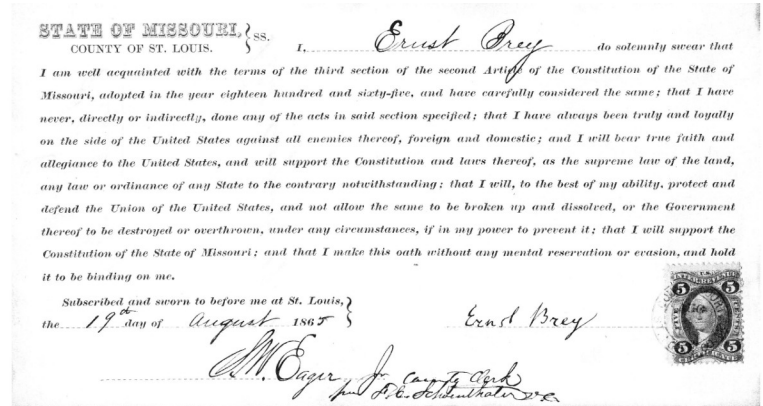 STATE OF MISSOURI, } ss.
COUNTY OF ST. LOUIS.
I, Ernst Brey do solemnly swear that
I am well acquainted with the terms of the third section of the second Article of the Constitution of the State of
Missouri, adopted in the year eighteen hundred and sixty-five, and have carefully considered the same; that I have
never, directly or indirectly, done any of the acts in said section specified; that I have always been truly and loyally
on the side of the United States against all enemies thereof, foreign and domestic; and I will bear true faith and
allegiance to the United States, and will support the Constitution and laws thereof, as the supreme law of the land,
any law or ordinance of any State to the contrary notwithstanding; that I will, to the best of my ability, protect and
defend the Union of the United States, and not allow the same to be broken up and dissolved, or the Government
thereof to be destroyed or overthrown, under any circumstances, if in my power to prevent it; that I will support the
Constitution of the State of Missouri; and that I make this oath without any mental reservation or evasion, and hold
it to be binding on me.
Subscribed and sworn to before me at St. Louis, }
the 19th day of August 1865
Ernst Brey
U.S.
INTER. REVENUE
5 5
FIVE CENTS
5 5
CERTIFICATE
Wm. Eager Jr County Clerk